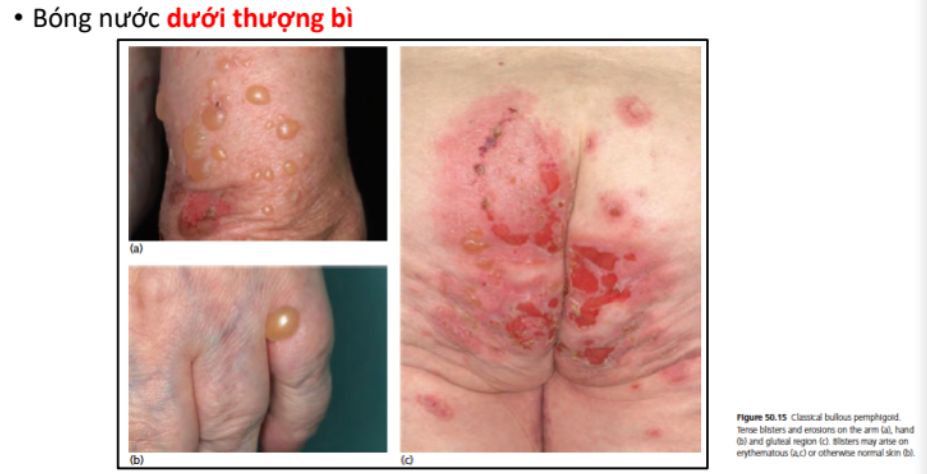 • Bóng nước dưới thượng bì
(a)
(b)
(c)
Figure 50.15 Classical bullous pemphigoid.
Tense blisters and erosions on the arm (a), hand
(b) and gluteal region (c). Blisters may arise on
erythematous (a,c) or otherwise normal skin (b).